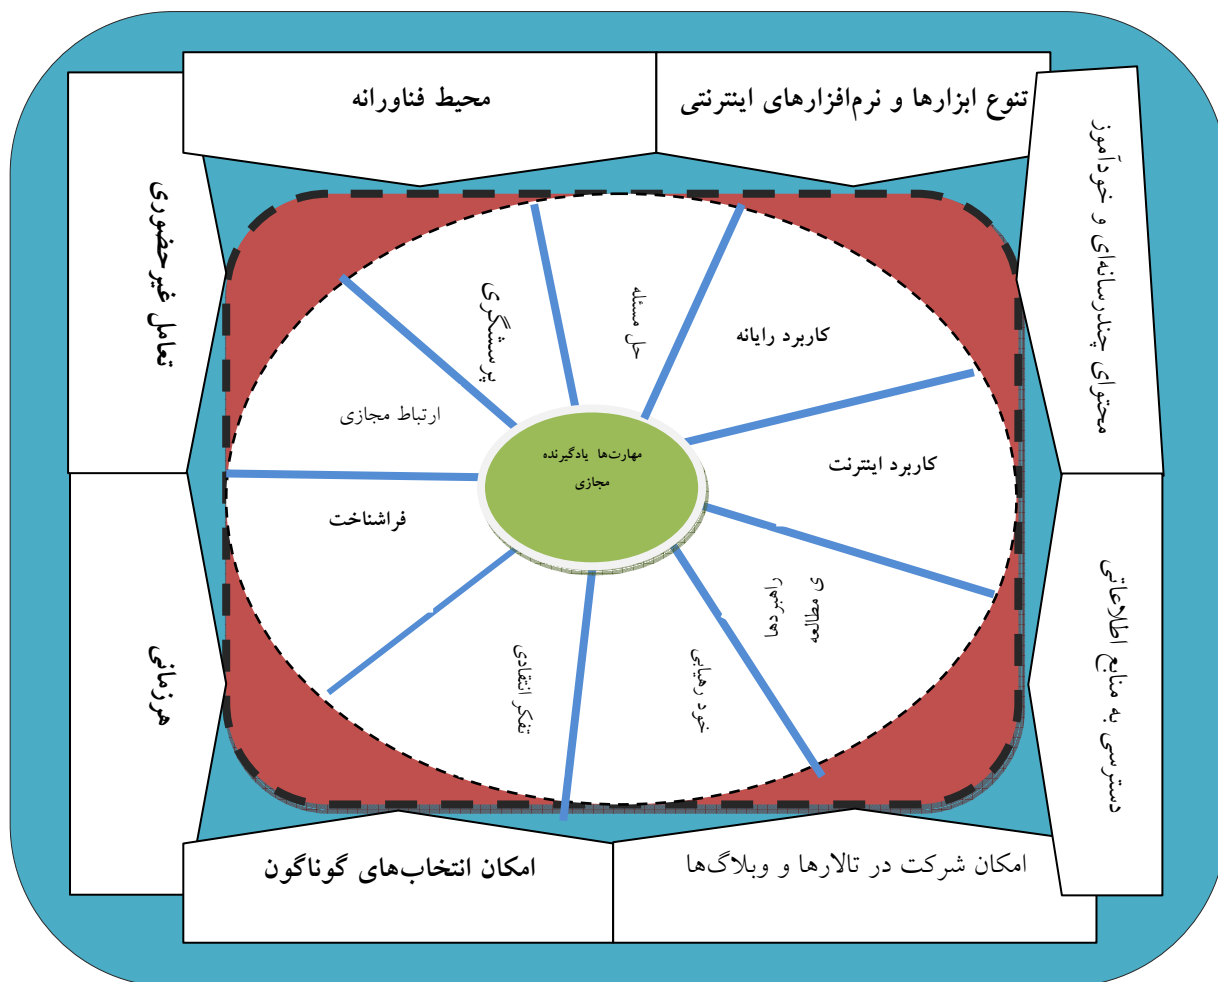 تنوع ابزارها و نرم‌افزارهای اینترنتی
محیط فناورانه
محتوای چندرسانه‌ای و خودآموز
تعامل غیرحضوری
حل مسئله
پرسشگری
کاربرد رایانه
ارتباط مجازی
مهارت‌ها یادگیرنده
مجازی
کاربرد اینترنت
فراشناخت
راهبردها
ی مطالعه
خود رهیابی
تفکر انتقادی
دسترسی به منابع اطلاعاتی
هرزمانی
امکان شرکت در تالارها و وبلاگ‌ها
امکان انتخاب‌های گوناگون